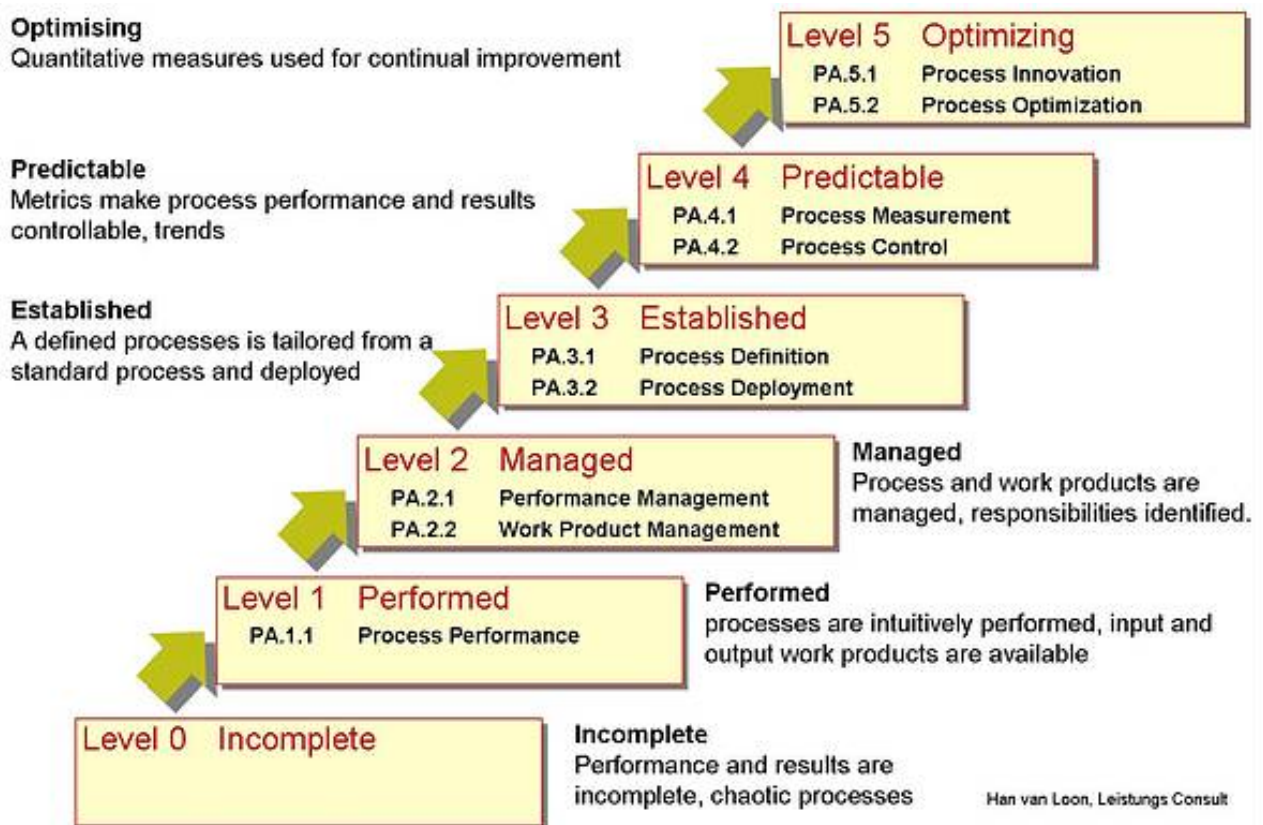 Optimising
Quantitative measures used for continual improvement
Level 5 Optimizing
PA.5.1 Process Innovation
PA.5.2 Process Optimization
Predictable
Metrics make process performance and results
controllable, trends
Level 4 Predictable
PA.4.1 Process Measurement
PA.4.2 Process Control
Established
A defined processes is tailored from a
standard process and deployed
Level 3 Established
PA.3.1 Process Definition
PA.3.2 Process Deployment
Level 2 Managed
PA.2.1 Performance Management
PA.2.2 Work Product Management
Managed
Process and work products are
managed, responsibilities identified.
Level 1 Performed
PA.1.1 Process Performance
Performed
processes are intuitively performed, input and
output work products are available
Level 0 Incomplete
Incomplete
Performance and results are
incomplete, chaotic processes
Han van Loon, Leistungs Consult